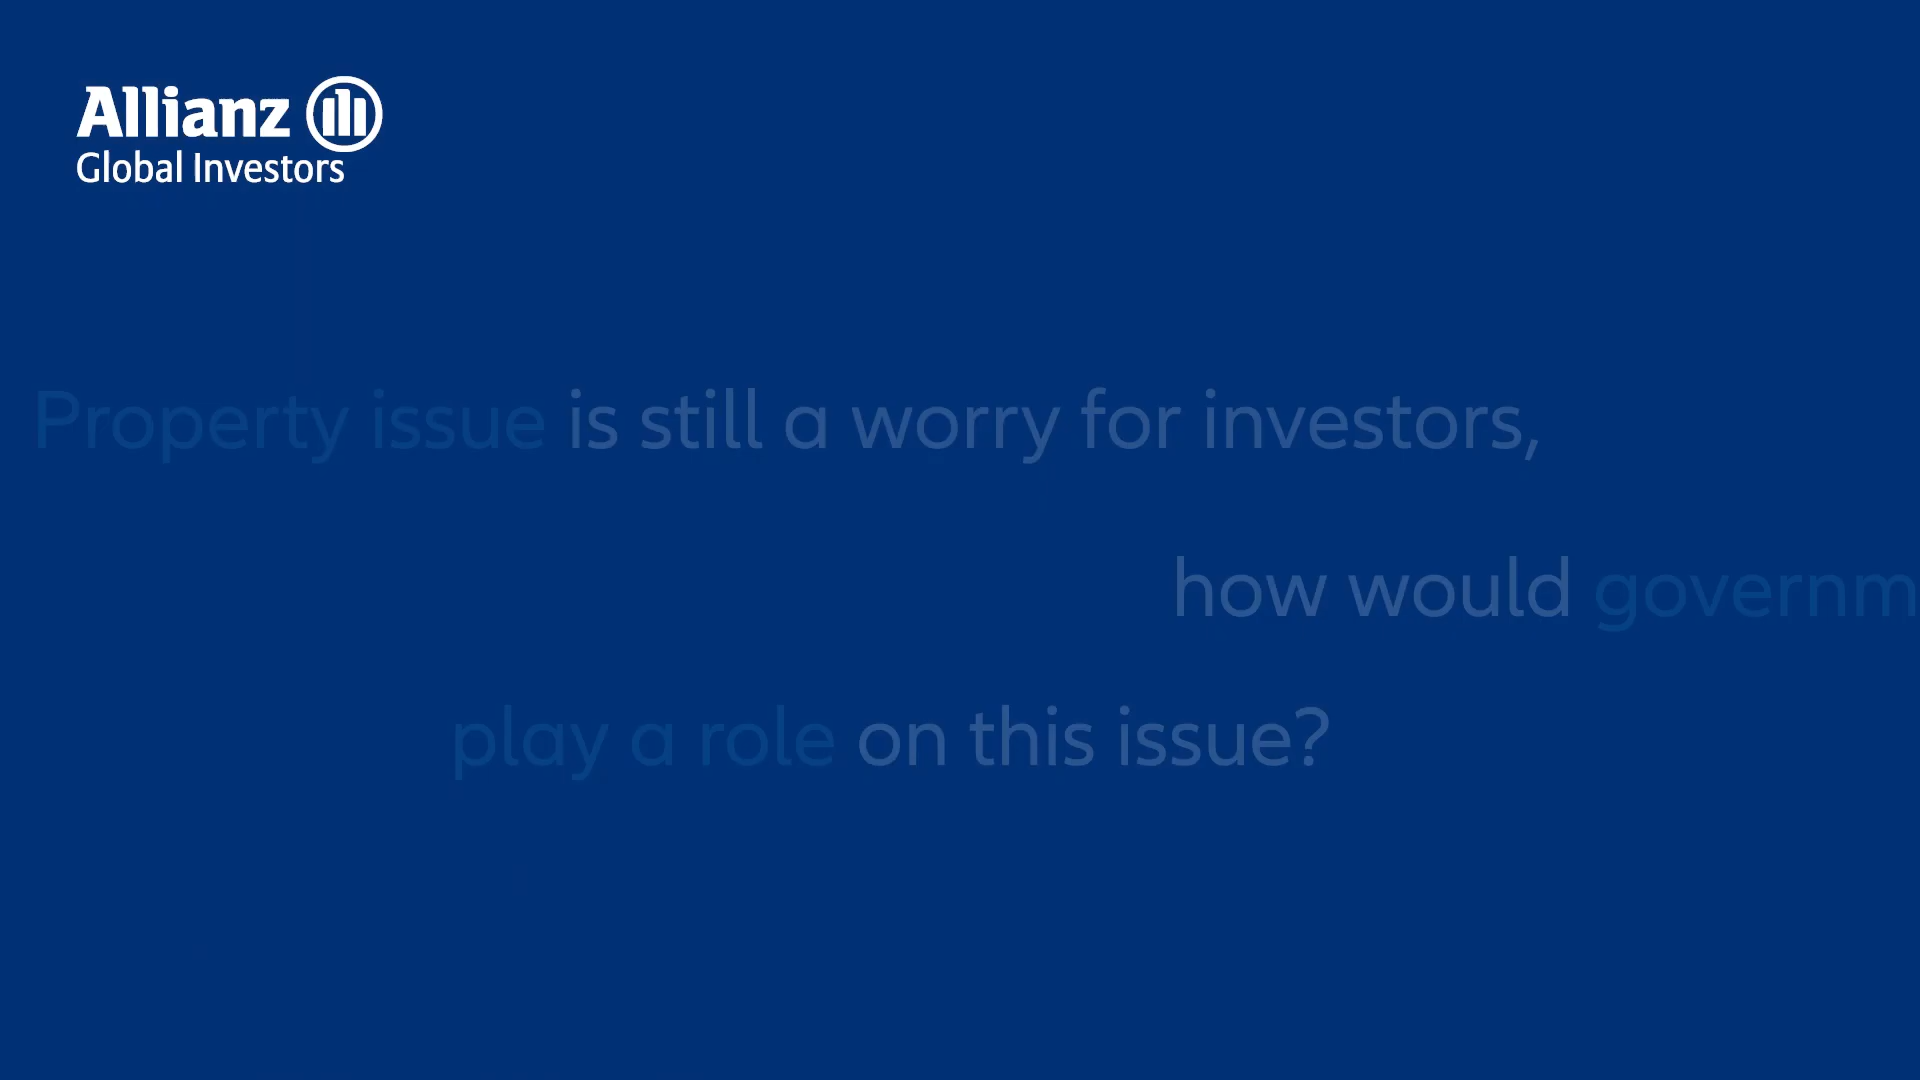 Allianz
Global Investors
Property issue is still a worry for investors,
how would governm
play a role on this issue?